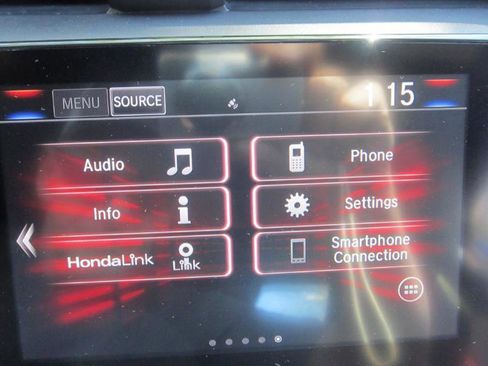 MENU SOURCE 1:15
Audio Phone
Info Settings
HondaLink Link Smartphone
Connection